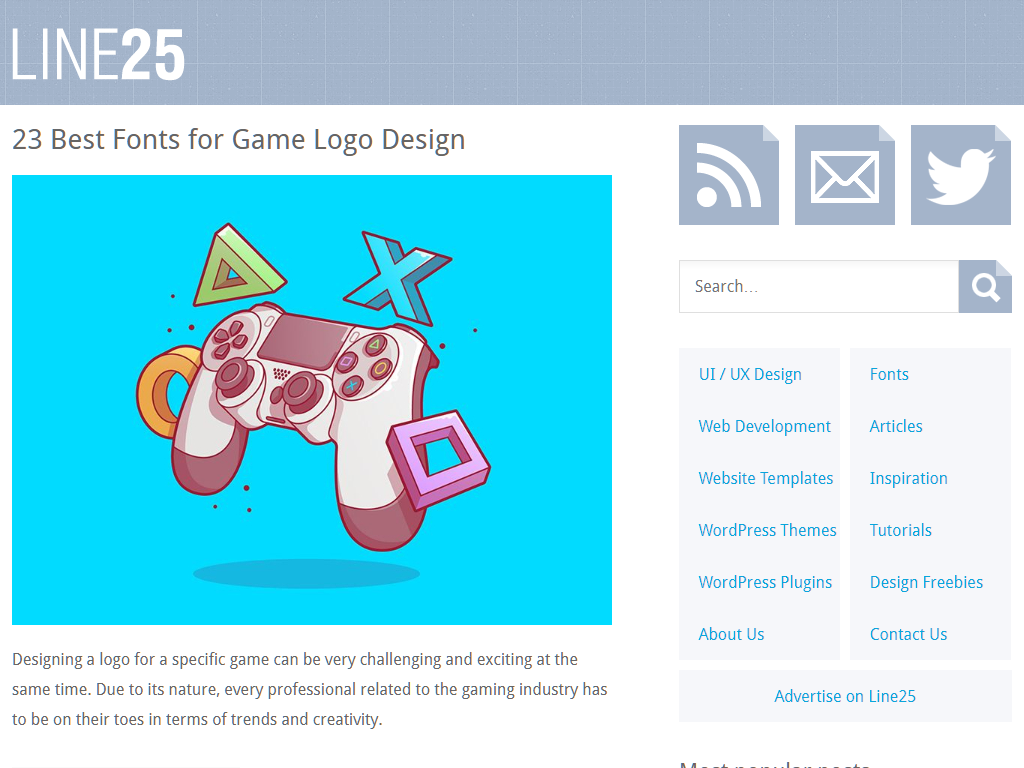 LINE25
23 Best Fonts for Game Logo Design
Designing a logo for a specific game can be very challenging and exciting at the
same time. Due to its nature, every professional related to the gaming industry has
to be on their toes in terms of trends and creativity.
Search...
UI / UX Design
Web Development
Website Templates
WordPress Themes
WordPress Plugins
About Us
Fonts
Articles
Inspiration
Tutorials
Design Freebies
Contact Us
Advertise on Line25
Most popular posts